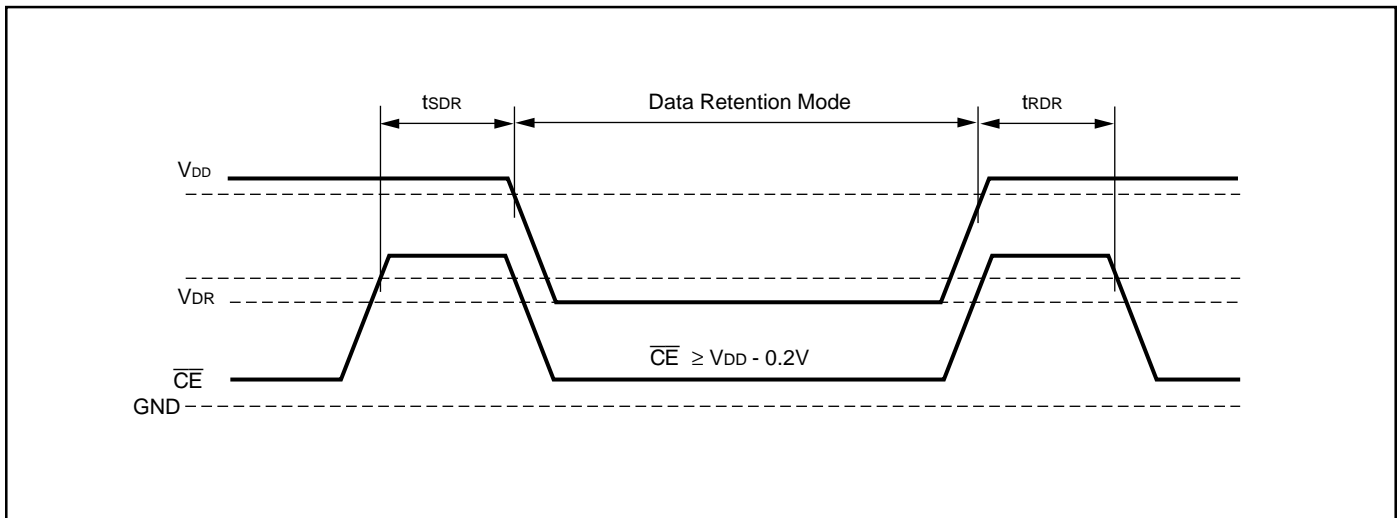 tSDR Data Retention Mode tRDR
VDD
VDR
CE ≥ VDD - 0.2V
CE
GND